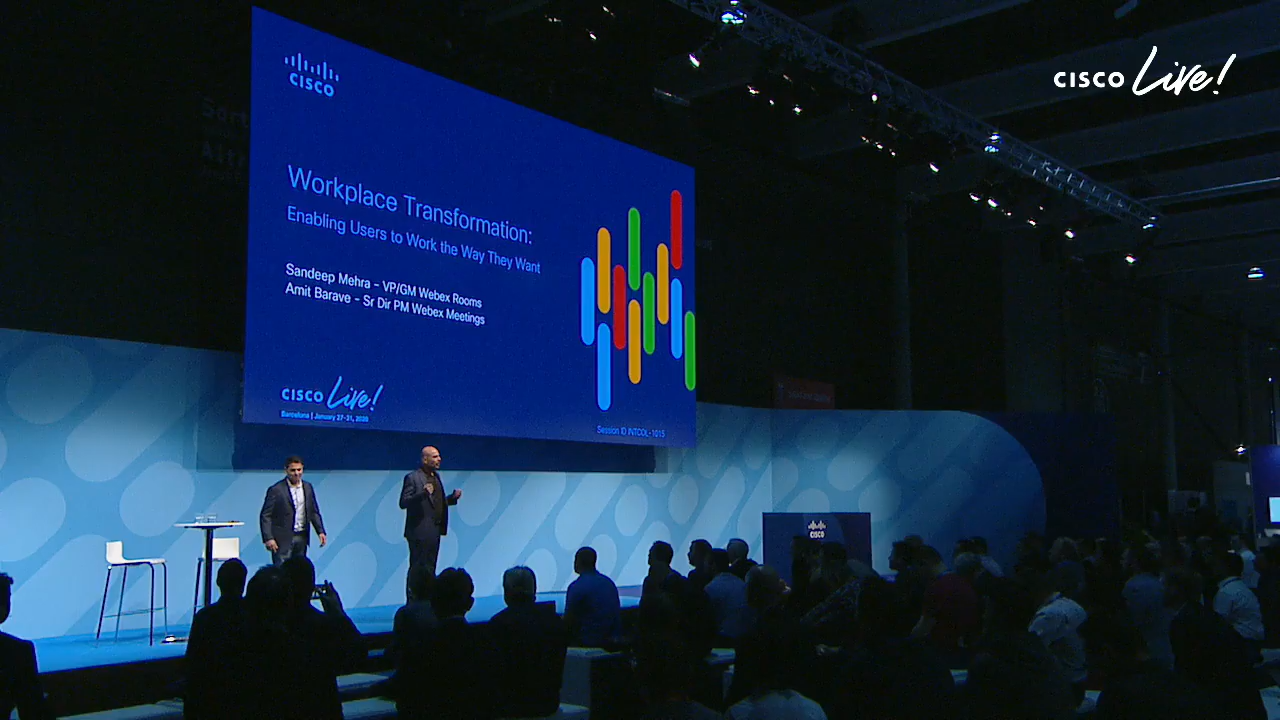 CISCO Live!
CISCO
Workplace Transformation:
Enabling Users to Work the Way They Want
Sandeep Mehra - VP/GM Webex Rooms
Amit Barave - Sr Dir PM Webex Meetings
CISCO Live!
Barcelona | January 27-31, 2020
Session ID INTCOL-1015
CISCO